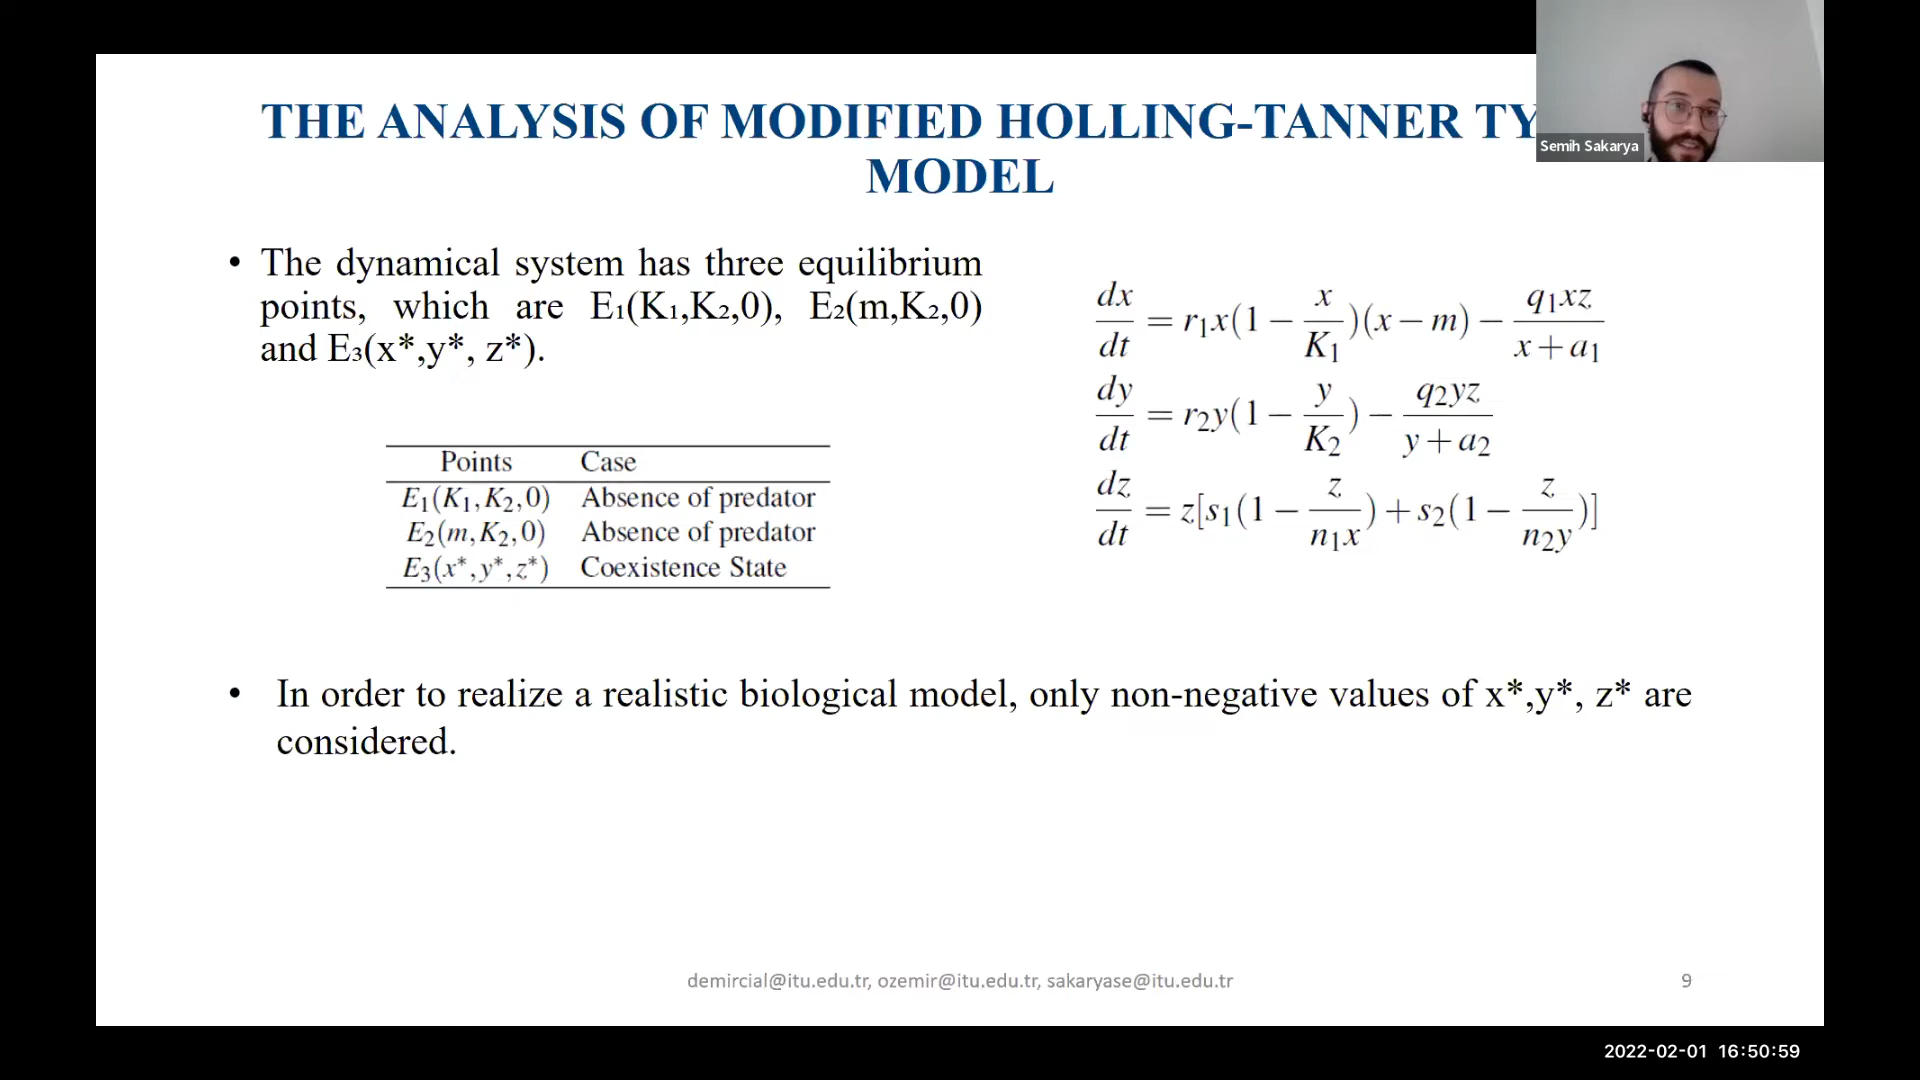 THE ANALYSIS OF MODIFIED HOLLING-TANNER TY
MODEL
Semih Sakarya
• The dynamical system has three equilibrium
points, which are E₁(K₁,K₂,0), E₂(m,K₂,0)
and E₃(x*,y*, z*).
Points Case
E₁(K₁,K₂,0) Absence of predator
E₂(m,K₂,0) Absence of predator
E₃(x*,y*,z*) Coexistence State
dx/dt = r₁x(1 − x/K₁)(x − m) − q₁xz/(x + a₁)
dy/dt = r₂y(1 − y/K₂) − q₂yz/(y + a₂)
dz/dt = z[s₁(1 − z/n₁x) + s₂(1 − z/n₂y)]
• In order to realize a realistic biological model, only non-negative values of x*,y*, z* are
considered.
demircial@itu.edu.tr, ozemir@itu.edu.tr, sakaryase@itu.edu.tr
9
2022-02-01 16:50:59